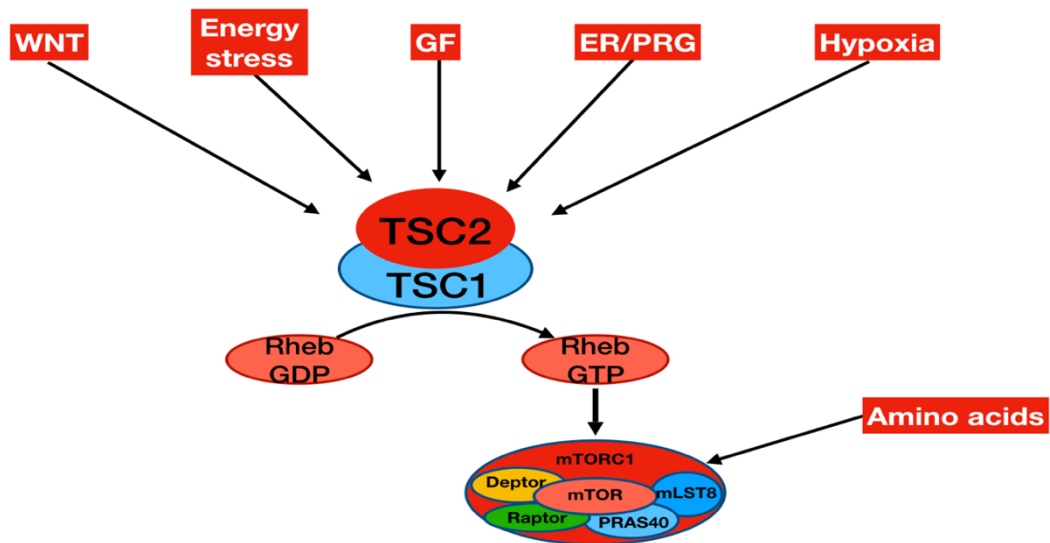 WNT
Energy
stress
GF
ER/PRG
Hypoxia
TSC2
TSC1
Rheb
GDP
Rheb
GTP
Amino acids
mTORC1
Deptor
mTOR
mLST8
Raptor
PRAS40